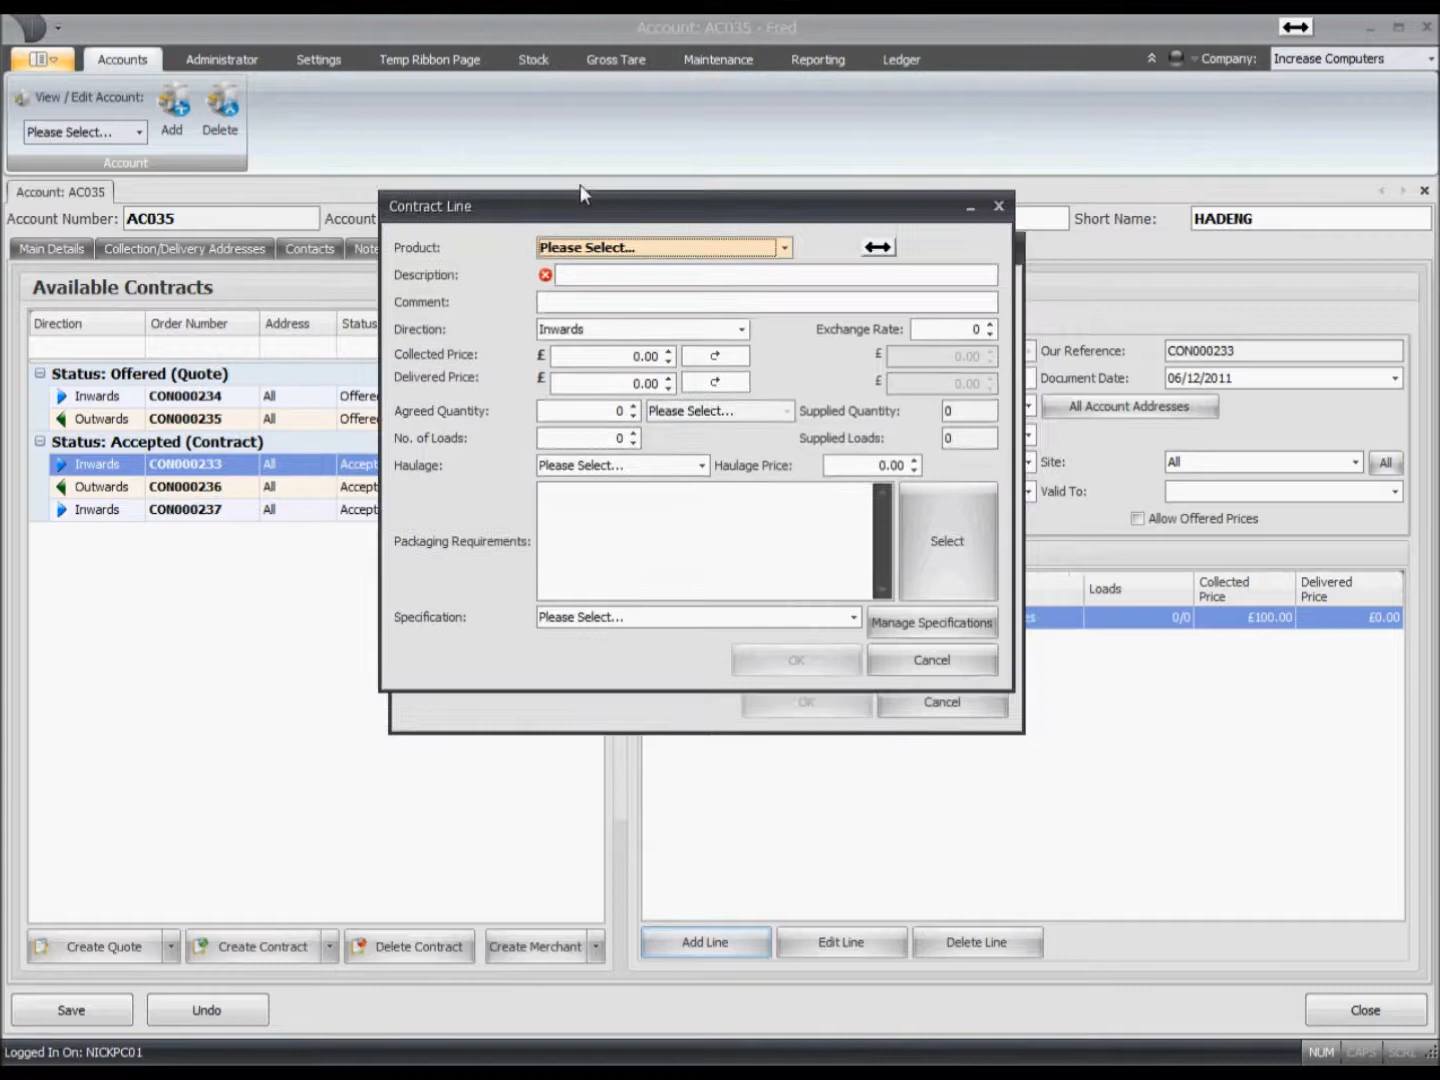 Account: AC035 - Fred
Accounts Administrator Settings Temp Ribbon Page Stock Gross Tare Maintenance Reporting Ledger Company: Increase Computers
View / Edit Account:
Please Select... Add Delete
Account
Account: AC035
Account Number: AC035 Account Short Name: HADENG
Main Details Collection/Delivery Addresses Contacts Note
Available Contracts
Direction Order Number Address Status
Status: Offered (Quote)
Inwards CON000234 All Offere
Outwards CON000235 All Offere
Status: Accepted (Contract)
Inwards CON000233 All Accept
Outwards CON000236 All Accept
Inwards CON000237 All Accept
Contract Line
Product: Please Select...
Description:
Comment:
Direction: Inwards Exchange Rate: 0
Collected Price: £ 0.00 £ 0.00
Delivered Price: £ 0.00 £ 0.00
Agreed Quantity: 0 Please Select... Supplied Quantity: 0
No. of Loads: 0 Supplied Loads: 0
Haulage: Please Select... Haulage Price: 0.00
Packaging Requirements: Select
Specification: Please Select... Manage Specifications
OK Cancel
OK Cancel
Our Reference: CON000233
Document Date: 06/12/2011
All Account Addresses
Site: All All
Valid To:
Allow Offered Prices
Loads Collected Price Delivered Price
es 0/0 £100.00 £0.00
Create Quote Create Contract Delete Contract Create Merchant
Add Line Edit Line Delete Line
Save Undo Close
Logged In On: NICKPC01 NUM CAPS SCRL